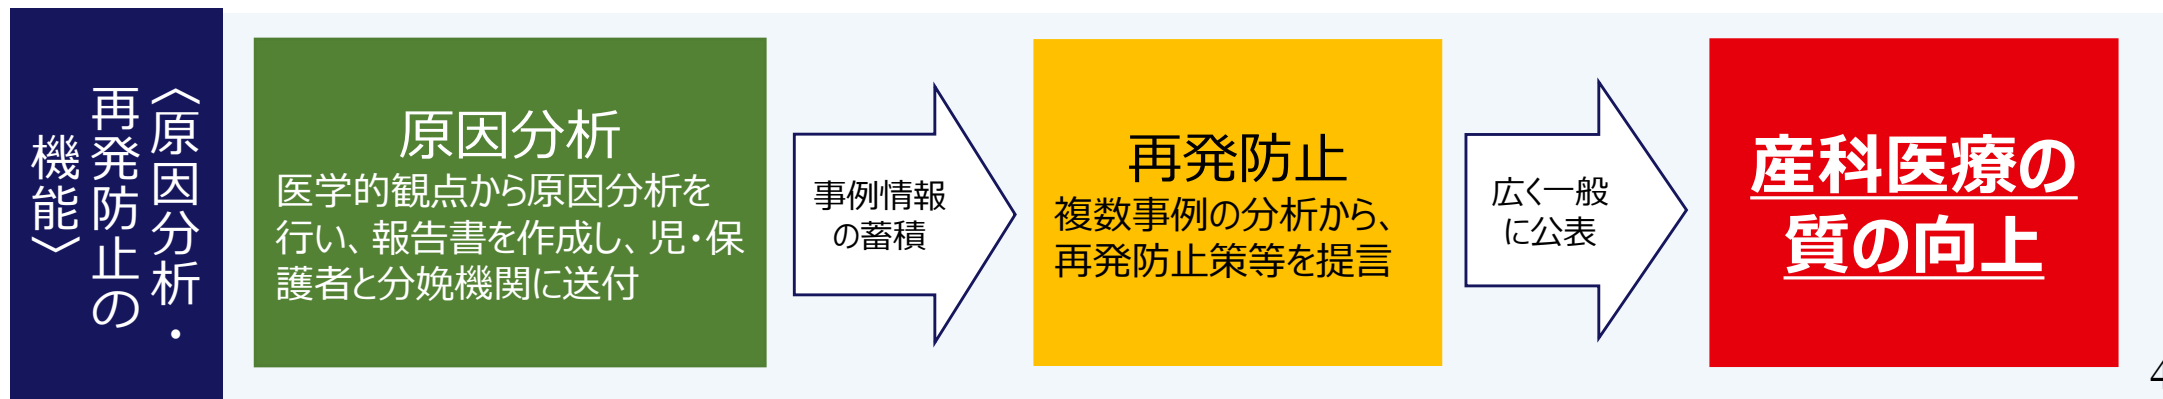 〈原因分析・
再発防止の
機能〉
原因分析
医学的観点から原因分析を
行い、報告書を作成し、児・保
護者と分娩機関に送付
事例情報
の蓄積
再発防止
複数事例の分析から、
再発防止策等を提言
広く一般
に公表
産科医療の
質の向上